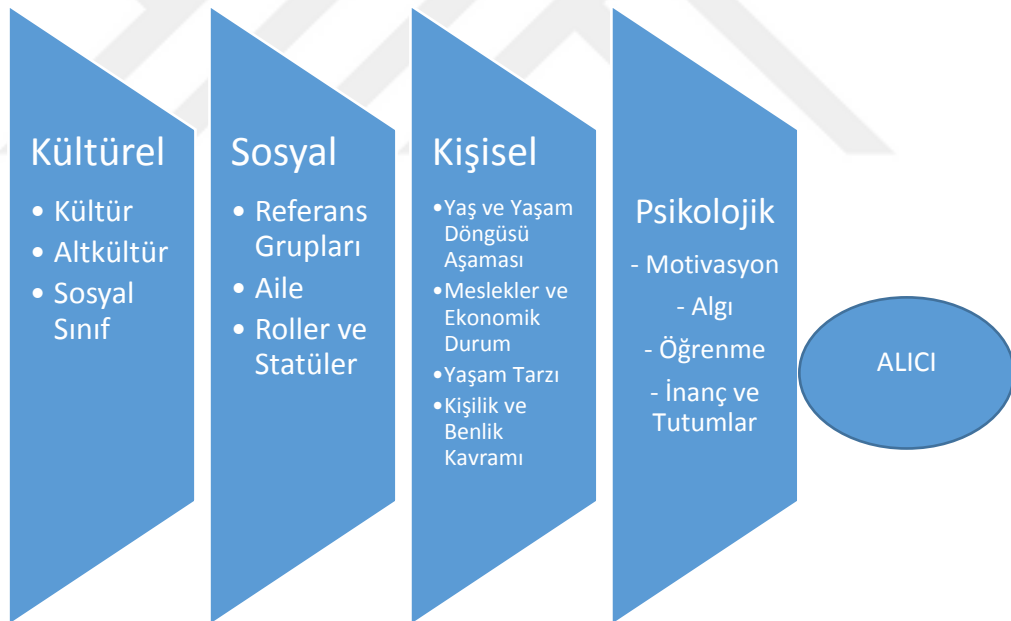 Kültürel
• Kültür
• Altkültür
• Sosyal
Sınıf
Sosyal
• Referans
Grupları
• Aile
• Roller ve
Statüler
Kişisel
•Yaş ve Yaşam
Döngüsü
Aşaması
•Meslekler ve
Ekonomik
Durum
•Yaşam Tarzı
•Kişilik ve
Benlik
Kavramı
Psikolojik
- Motivasyon
- Algı
- Öğrenme
- İnanç ve
Tutumlar
ALICI